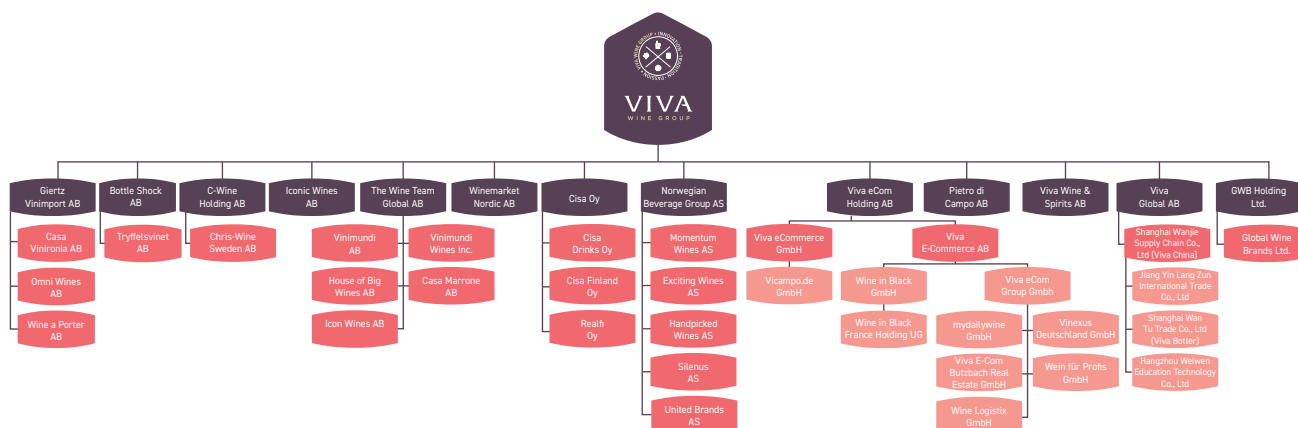 VIVA WINE GROUP • INNOVATION • TRADITION • PASSION •
VIVA
WINE GROUP
Giertz
Vinimport AB
Bottle Shock
AB
C-Wine
Holding AB
Iconic Wines
AB
The Wine Team
Global AB
Winemarket
Nordic AB
Cisa Oy
Norwegian
Beverage Group AS
Viva eCom
Holding AB
Pietro di
Campo AB
Viva Wine &
Spirits AB
Viva
Global AB
GWB Holding
Ltd.
Casa
Vinironia AB
Omni Wines
AB
Wine a Porter
AB
Tryffelsvinet
AB
Chris-Wine
Sweden AB
Vinimundi
AB
House of Big
Wines AB
Icon Wines AB
Vinimundi
Wines Inc.
Casa Marrone
AB
Cisa
Drinks Oy
Cisa Finland
Oy
Realfi
Oy
Momentum
Wines AS
Exciting Wines
AS
Handpicked
Wines AS
Silenus
AS
United Brands
AS
Viva eCommerce
GmbH
Vicampo.de
GmbH
Viva
E-Commerce AB
Wine in Black
GmbH
Wine in Black
France Holding UG
Viva eCom
Group Gmbh
mydailywine
GmbH
Viva E-Com
Butzbach Real
Estate GmbH
Wine Logistix
GmbH
Vinexus
Deutschland GmbH
Wein für Profis
GmbH
Shanghai Wanjie
Supply Chain Co.,
Ltd (Viva China)
Jiang Yin Lang Zun
International Trade
Co., Ltd
Shanghai Wan
Tu Trade Co., Ltd
(Viva Botter)
Hangzhou Weiwen
Education Technology
Co., Ltd
Global Wine
Brands Ltd.